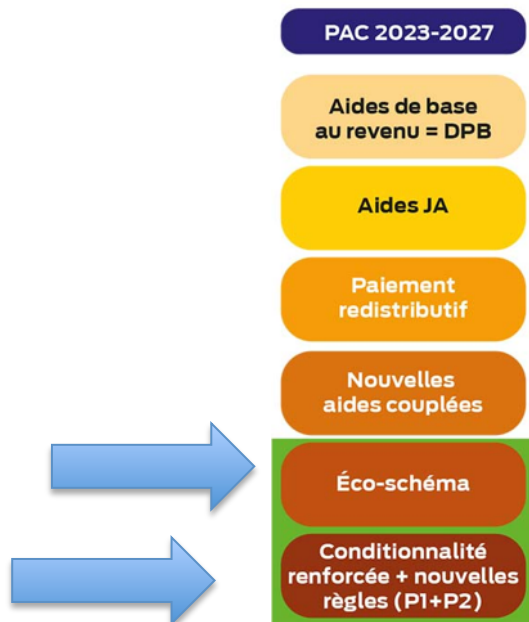 PAC 2023-2027
Aides de base
au revenu = DPB
Aides JA
Paiement
redistributif
Nouvelles
aides couplées
Éco-schéma
Conditionnalité
renforcée + nouvelles
règles (P1+P2)